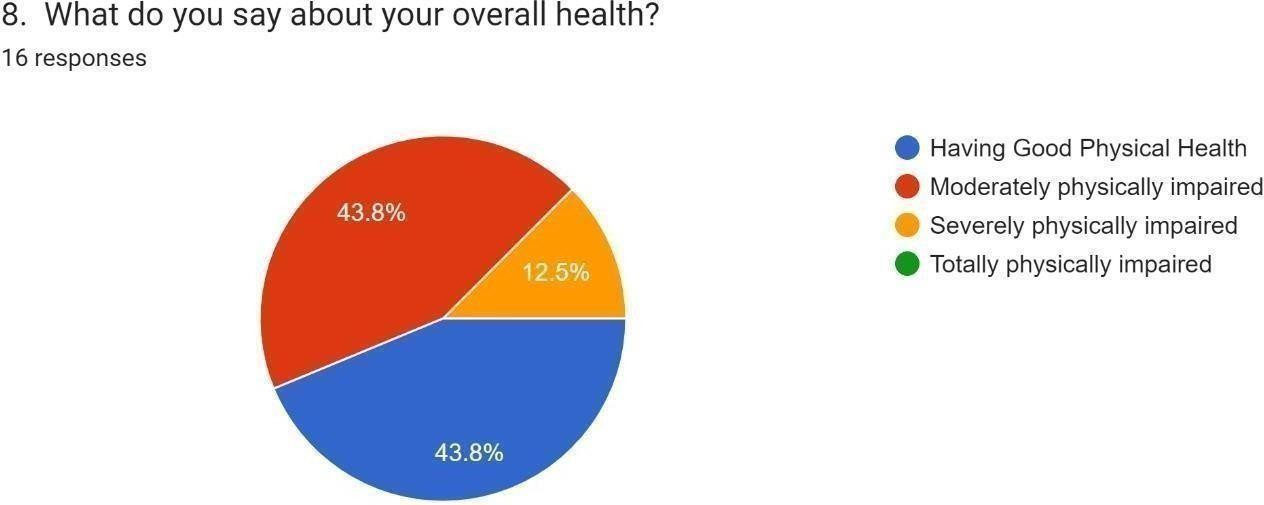 8. What do you say about your overall health?
16 responses
43.8%
12.5%
43.8%
Having Good Physical Health
Moderately physically impaired
Severely physically impaired
Totally physically impaired